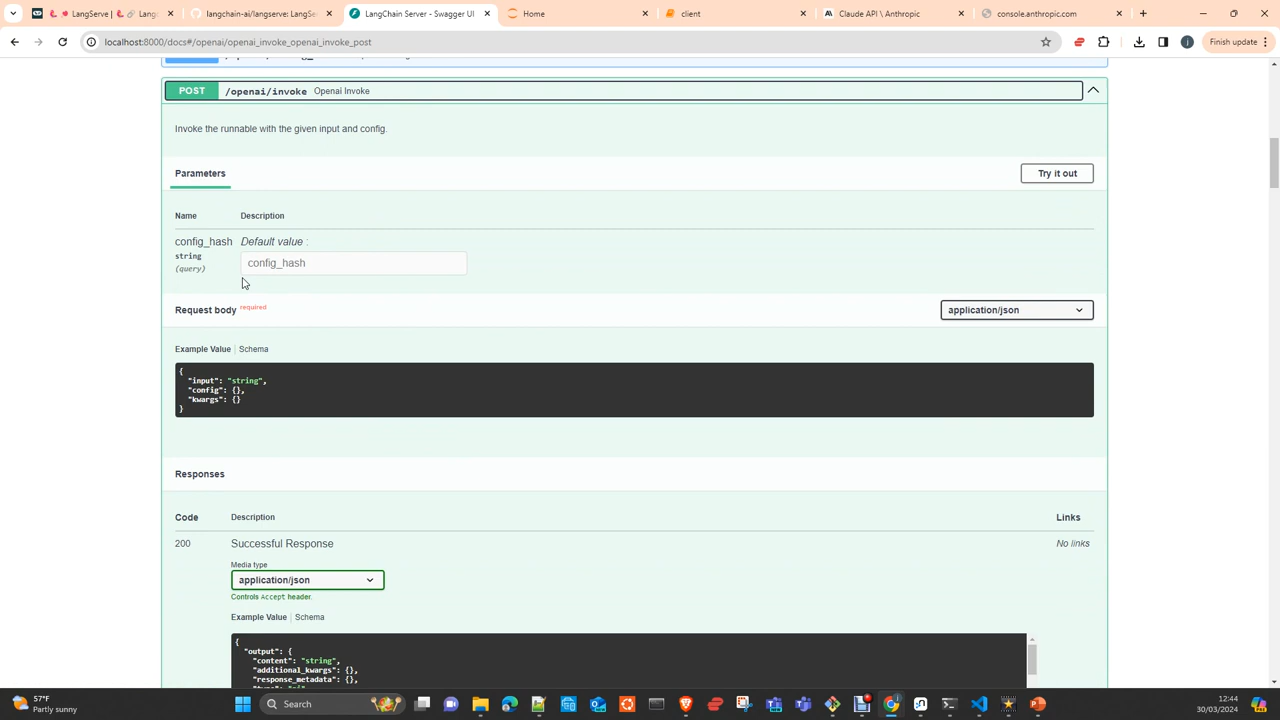 LangServe | 🔗 Langs
langchain-ai/langserve: LangSer
LangChain Server - Swagger UI
Home
client
Claude API \ Anthropic
console.anthropic.com
localhost:8000/docs#/openai/openai_invoke_openai_invoke_post
Finish update
POST /openai/invoke Openai Invoke
Invoke the runnable with the given input and config.
Parameters
Try it out
Name Description
config_hash Default value :
string
config_hash
(query)
Request body required
application/json
Example Value | Schema
{
"input": "string",
"config": {},
"kwargs": {}
}
Responses
Code Description Links
200 Successful Response No links
Media type
application/json
Controls Accept header.
Example Value | Schema
{
"output": {
"content": "string",
"additional_kwargs": {},
"response_metadata": {},
57°F
Partly sunny
Search
12:44
30/03/2024